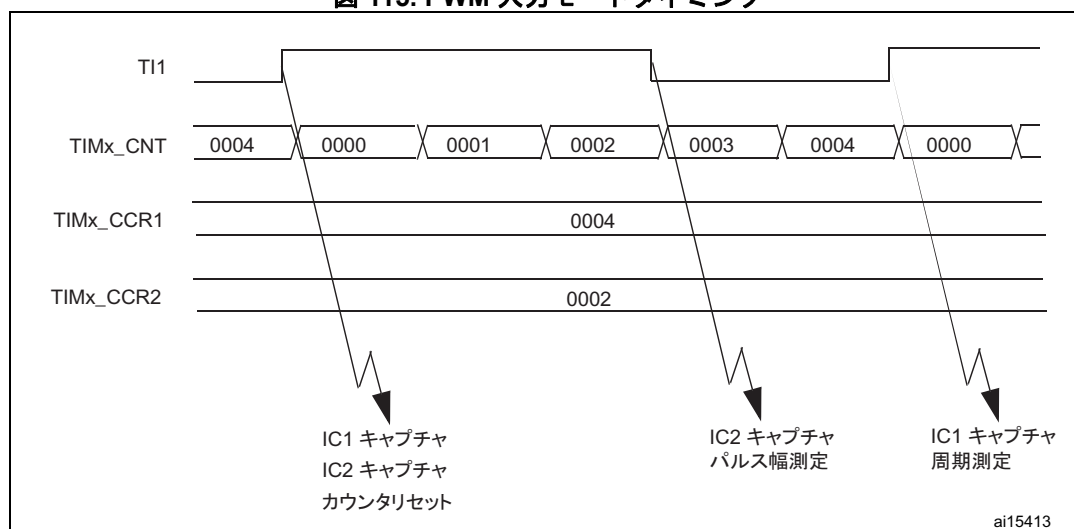 TI1
TIMx_CNT 0004 0000 0001 0002 0003 0004 0000
TIMx_CCR1 0004
TIMx_CCR2 0002
IC1 キャプチャ
IC2 キャプチャ
カウンタリセット
IC2 キャプチャ
パルス幅測定
IC1 キャプチャ
周期測定
ai15413